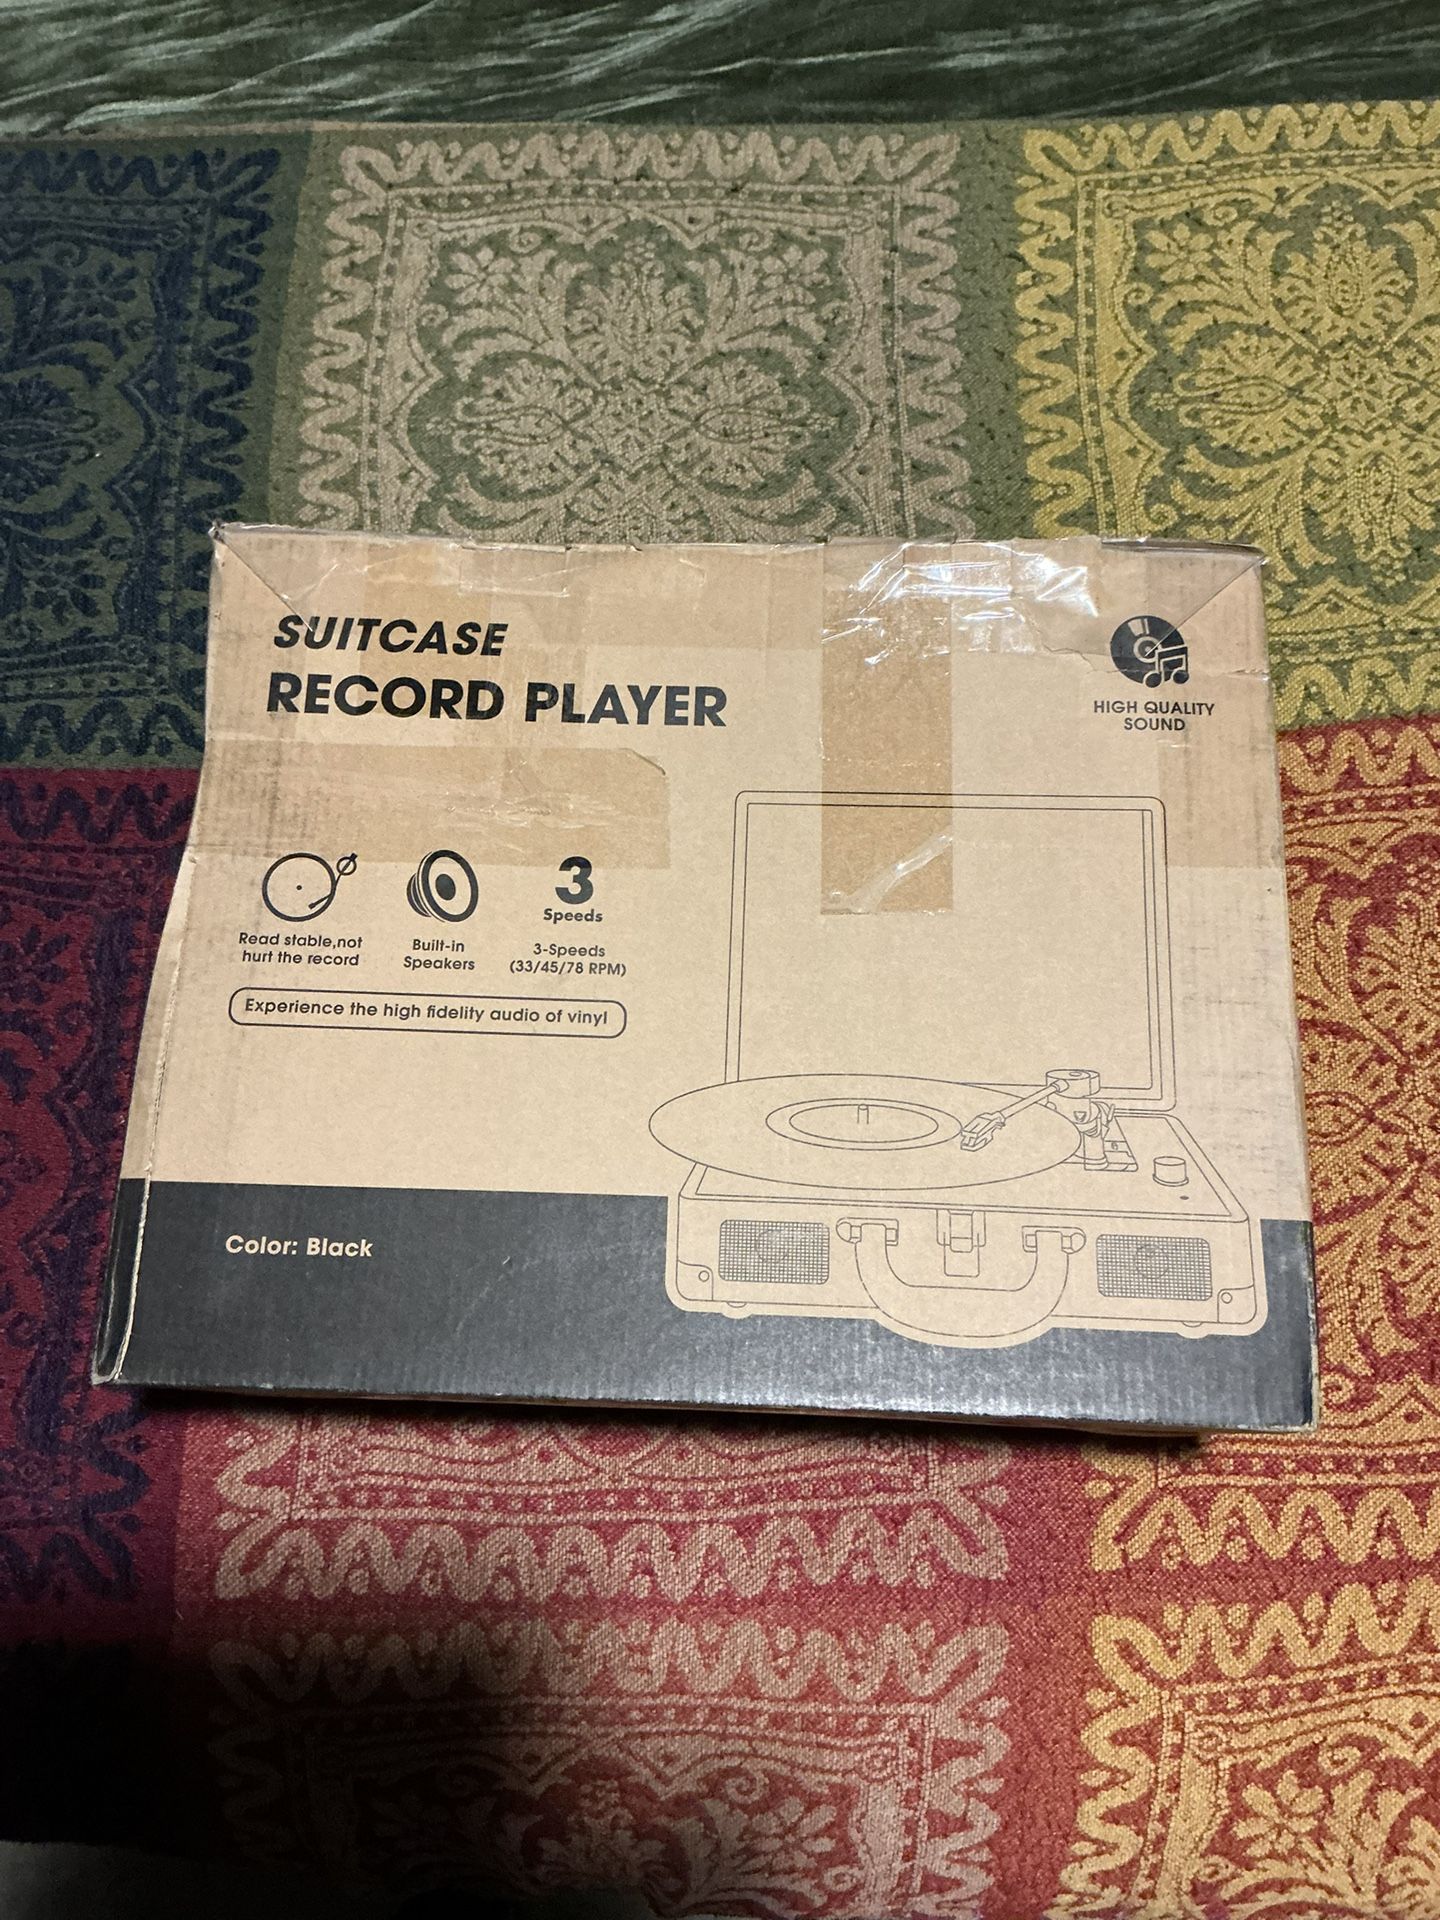 SUITCASE
RECORD PLAYER
HIGH QUALITY
SOUND
Read stable,not
hurt the record
Built-in
Speakers
3
Speeds
3-Speeds
(33/45/78 RPM)
Experience the high fidelity audio of vinyl
Color: Black